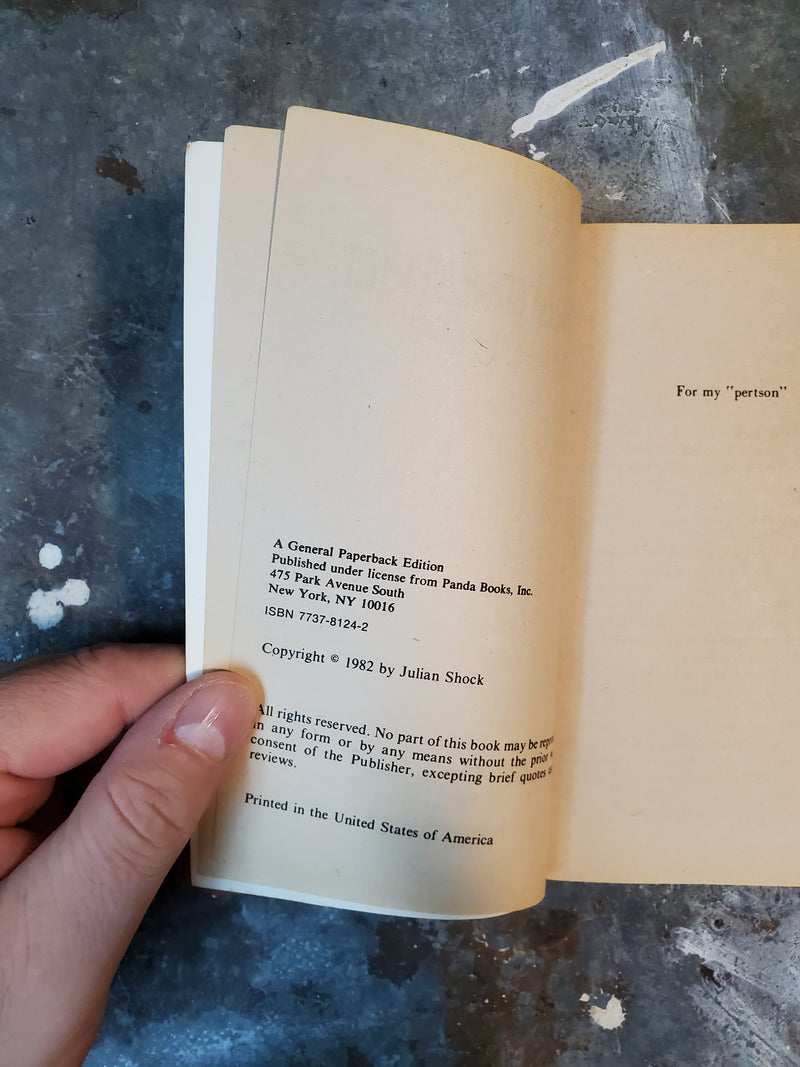 A General Paperback Edition
Published under license from Panda Books, Inc.
475 Park Avenue South
New York, NY 10016
ISBN 7737-8124-2
Copyright © 1982 by Julian Shock
All rights reserved. No part of this book may be
in any form or by any means without the prior
consent of the Publisher, excepting brief quotes
reviews.
Printed in the United States of America
For my "pertson"